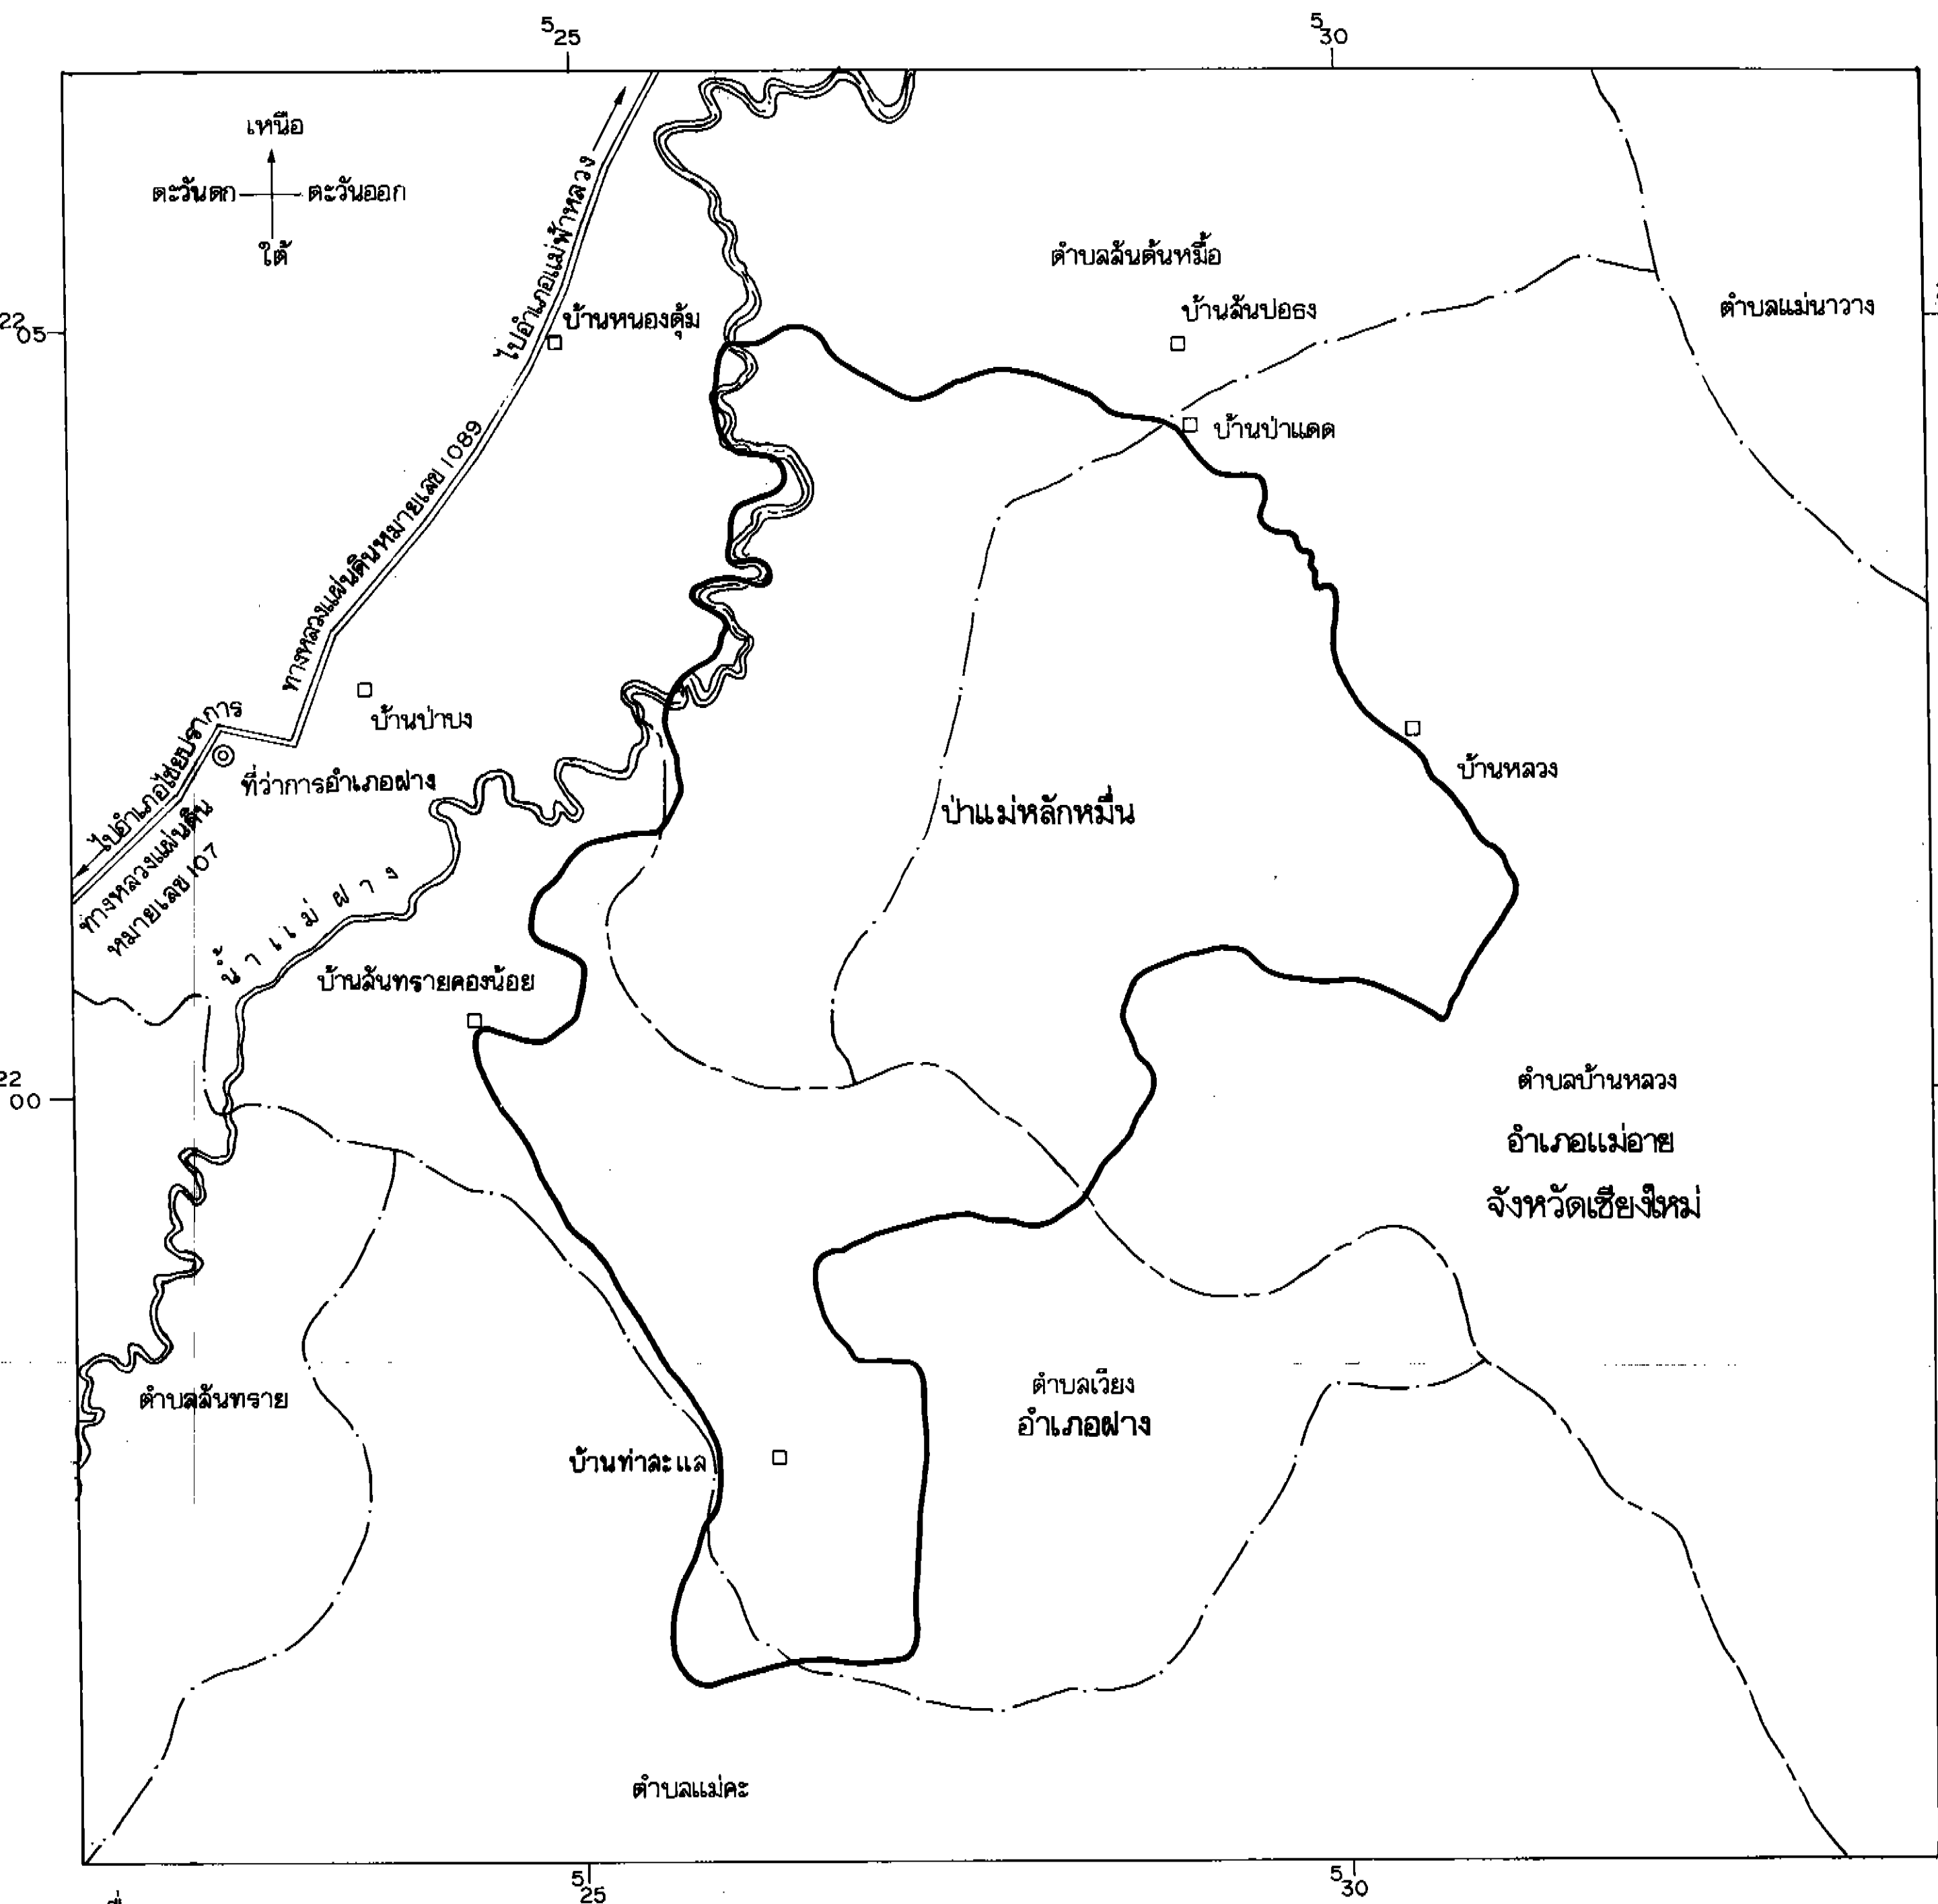 5 25
5 30
เหนือ
ตะวันตก
ตะวันออก
ใต้
ไปอำเภอแม่ฟ้าหลวง
ตำบลสันต้นหมื้อ
บ้านสันปอธง
ตำบลแม่นาวาง
22 05
บ้านหนองตุ้ม
บ้านป่าแดด
ทางหลวงแผ่นดินหมายเลข 1089
บ้านป่าบง
ไปอำเภอไชยปราการ
ที่ว่าการอำเภอฝาง
บ้านหลวง
ป่าแม่หลักหมื่น
ทางหลวงแผ่นดิน
หมายเลข 107
น้ำแม่ฝาง
บ้านสันทรายคองน้อย
22 00
ตำบลบ้านหลวง
อำเภอแม่อาย
จังหวัดเชียงใหม่
ตำบลสันทราย
ตำบลเวียง
อำเภอฝาง
บ้านท่าสะแล
ตำบลแม่คะ
5 25
5 30